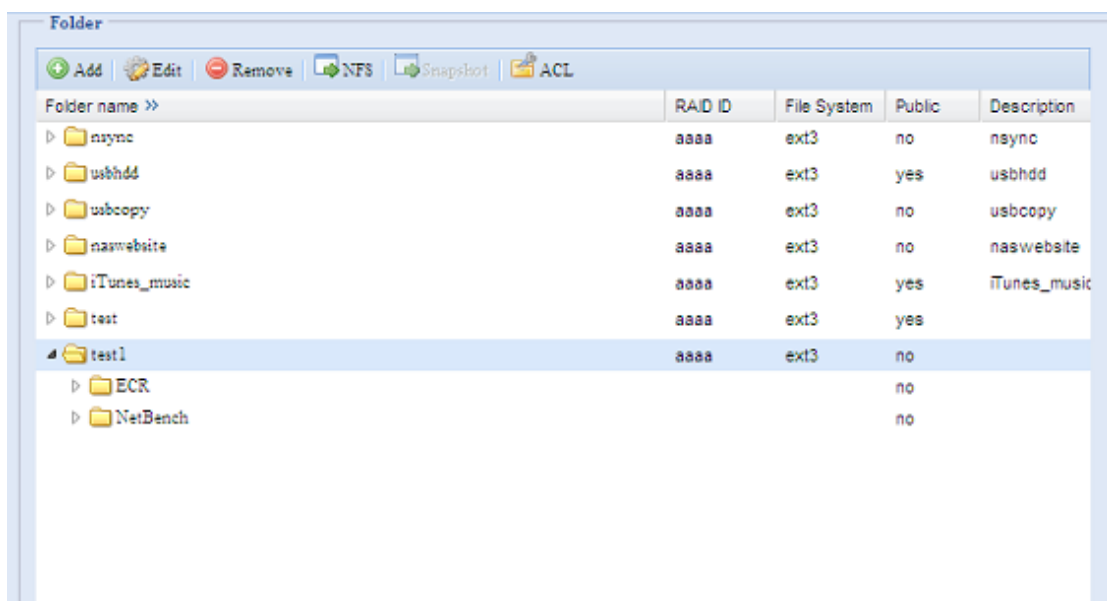 Folder
Add Edit Remove NFS Snapshot ACL
Folder name » RAID ID File System Public Description
nsync aaaa ext3 no nsync
usbhdd aaaa ext3 yes usbhdd
usbcopy aaaa ext3 no usbcopy
naswebsite aaaa ext3 no naswebsite
iTunes_music aaaa ext3 yes iTunes_music
test aaaa ext3 yes
test1 aaaa ext3 no
ECR no
NetBench no